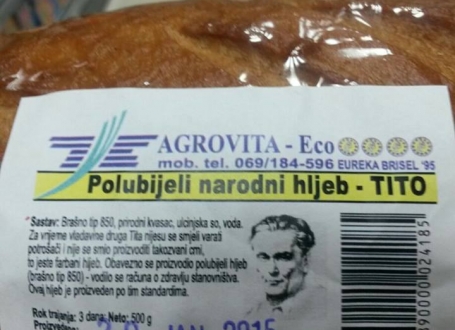 AGROVITA - Eco
mob. tel. 069/184-596 EUREKA BRISEL '95
Polubijeli narodni hljeb - TITO
"Sastav: Brašno tip 850, prirodni kvasac, ulcinjska so, voda.
Za vrijeme vladavine druga Tita nijesu se smjeli varati
potrošači i nije se smio proizvoditi takozvani crni,
to jeste farbani hljeb. Obavezno se proizvodio polubijeli hljeb
(brašno tip 850) - vodilo se računa o zdravlju stanovništva.
Ovaj hljeb je proizveden po tim standardima.
Rok trajanja: 3 dana Neto: 500 g
Proizvedeno: JAN 2015